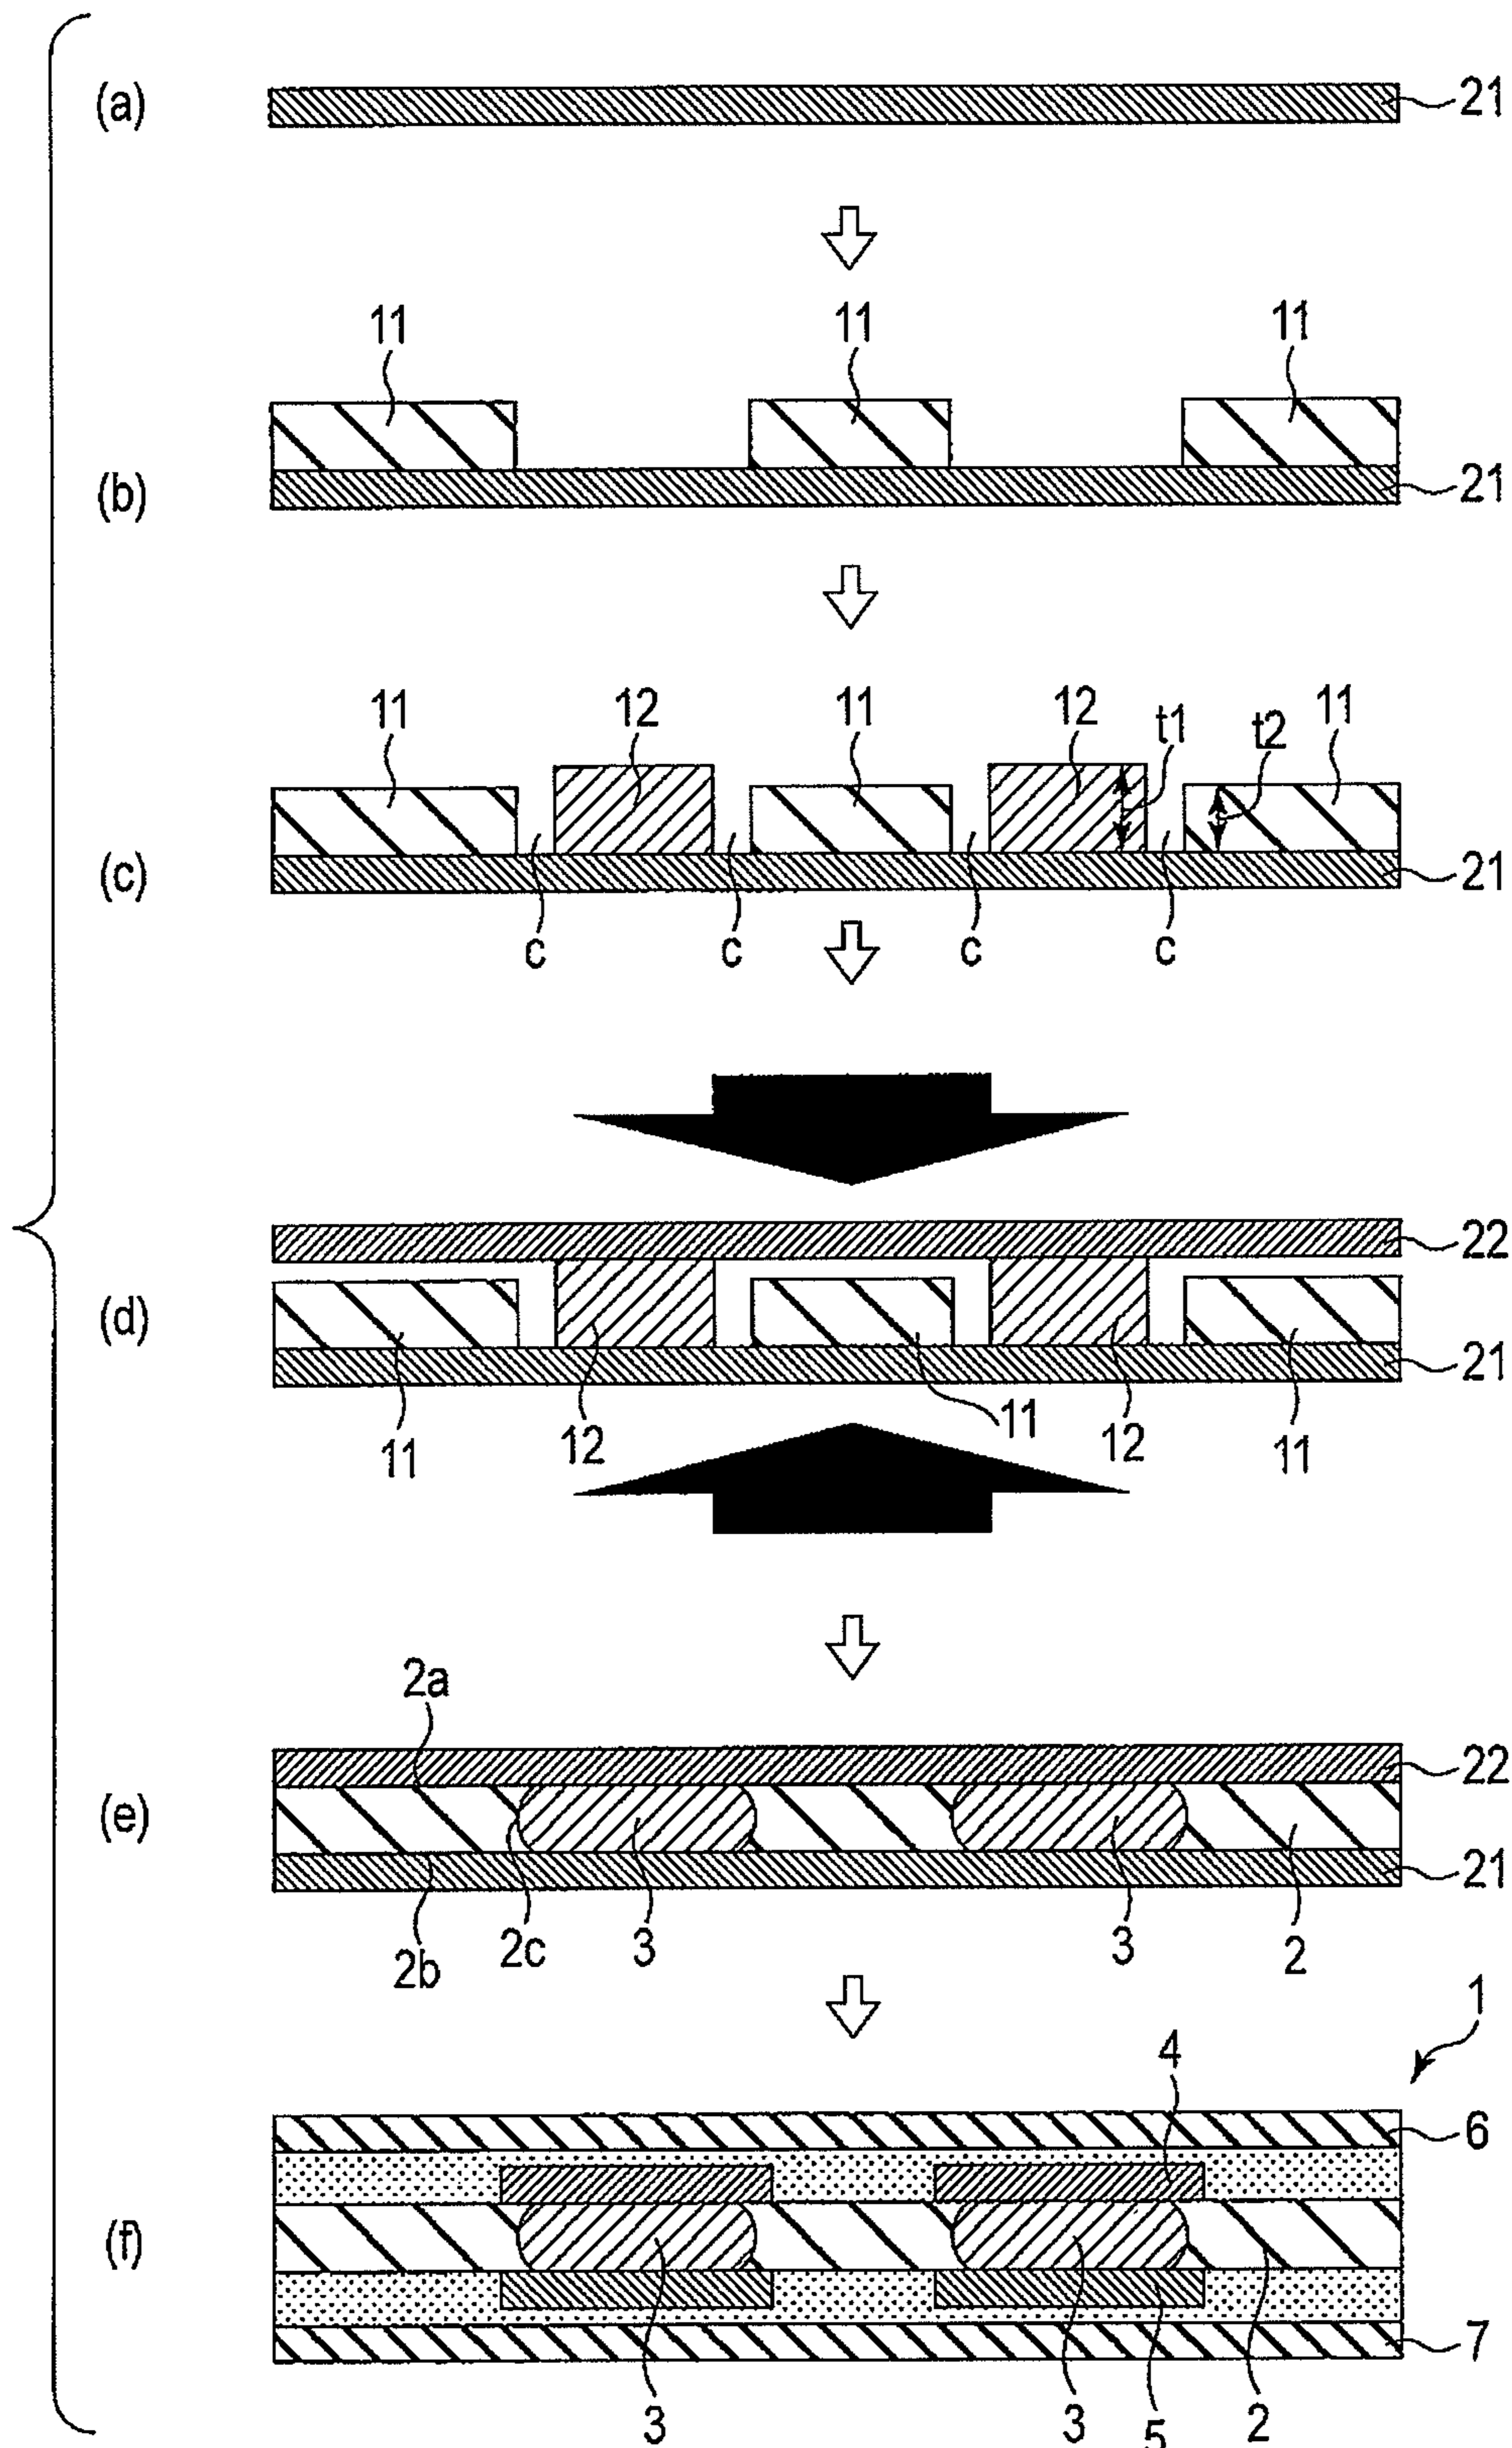 (a)
21
11 11 11
(b)
21
11 12 11 12 t1 t2 11
(c)
21
c c c c
22
(d)
21
11 12 11 12 11
2a
22
(e)
21
2b 2c 3 3 2
1
4
6
(f)
7
3 3 5 2